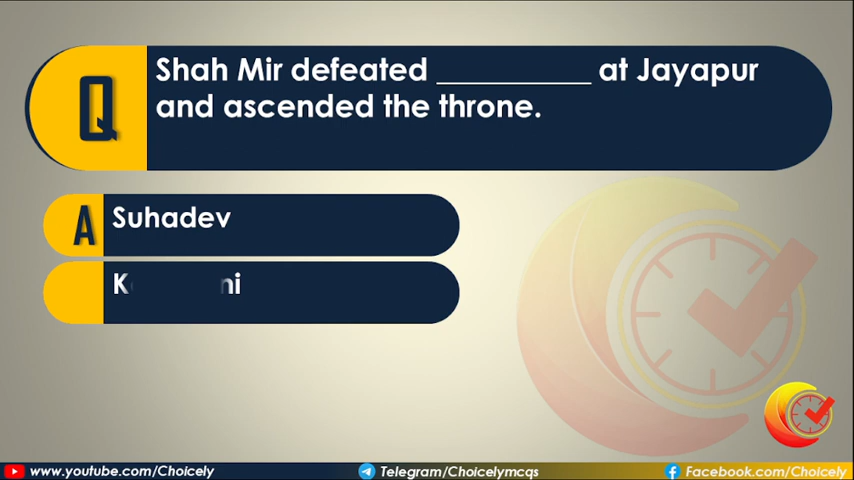 Q
Shah Mir defeated __________ at Jayapur
and ascended the throne.
A
Suhadev
www.youtube.com/Choicely
Telegram/Choicelymcqs
Facebook.com/Choicely